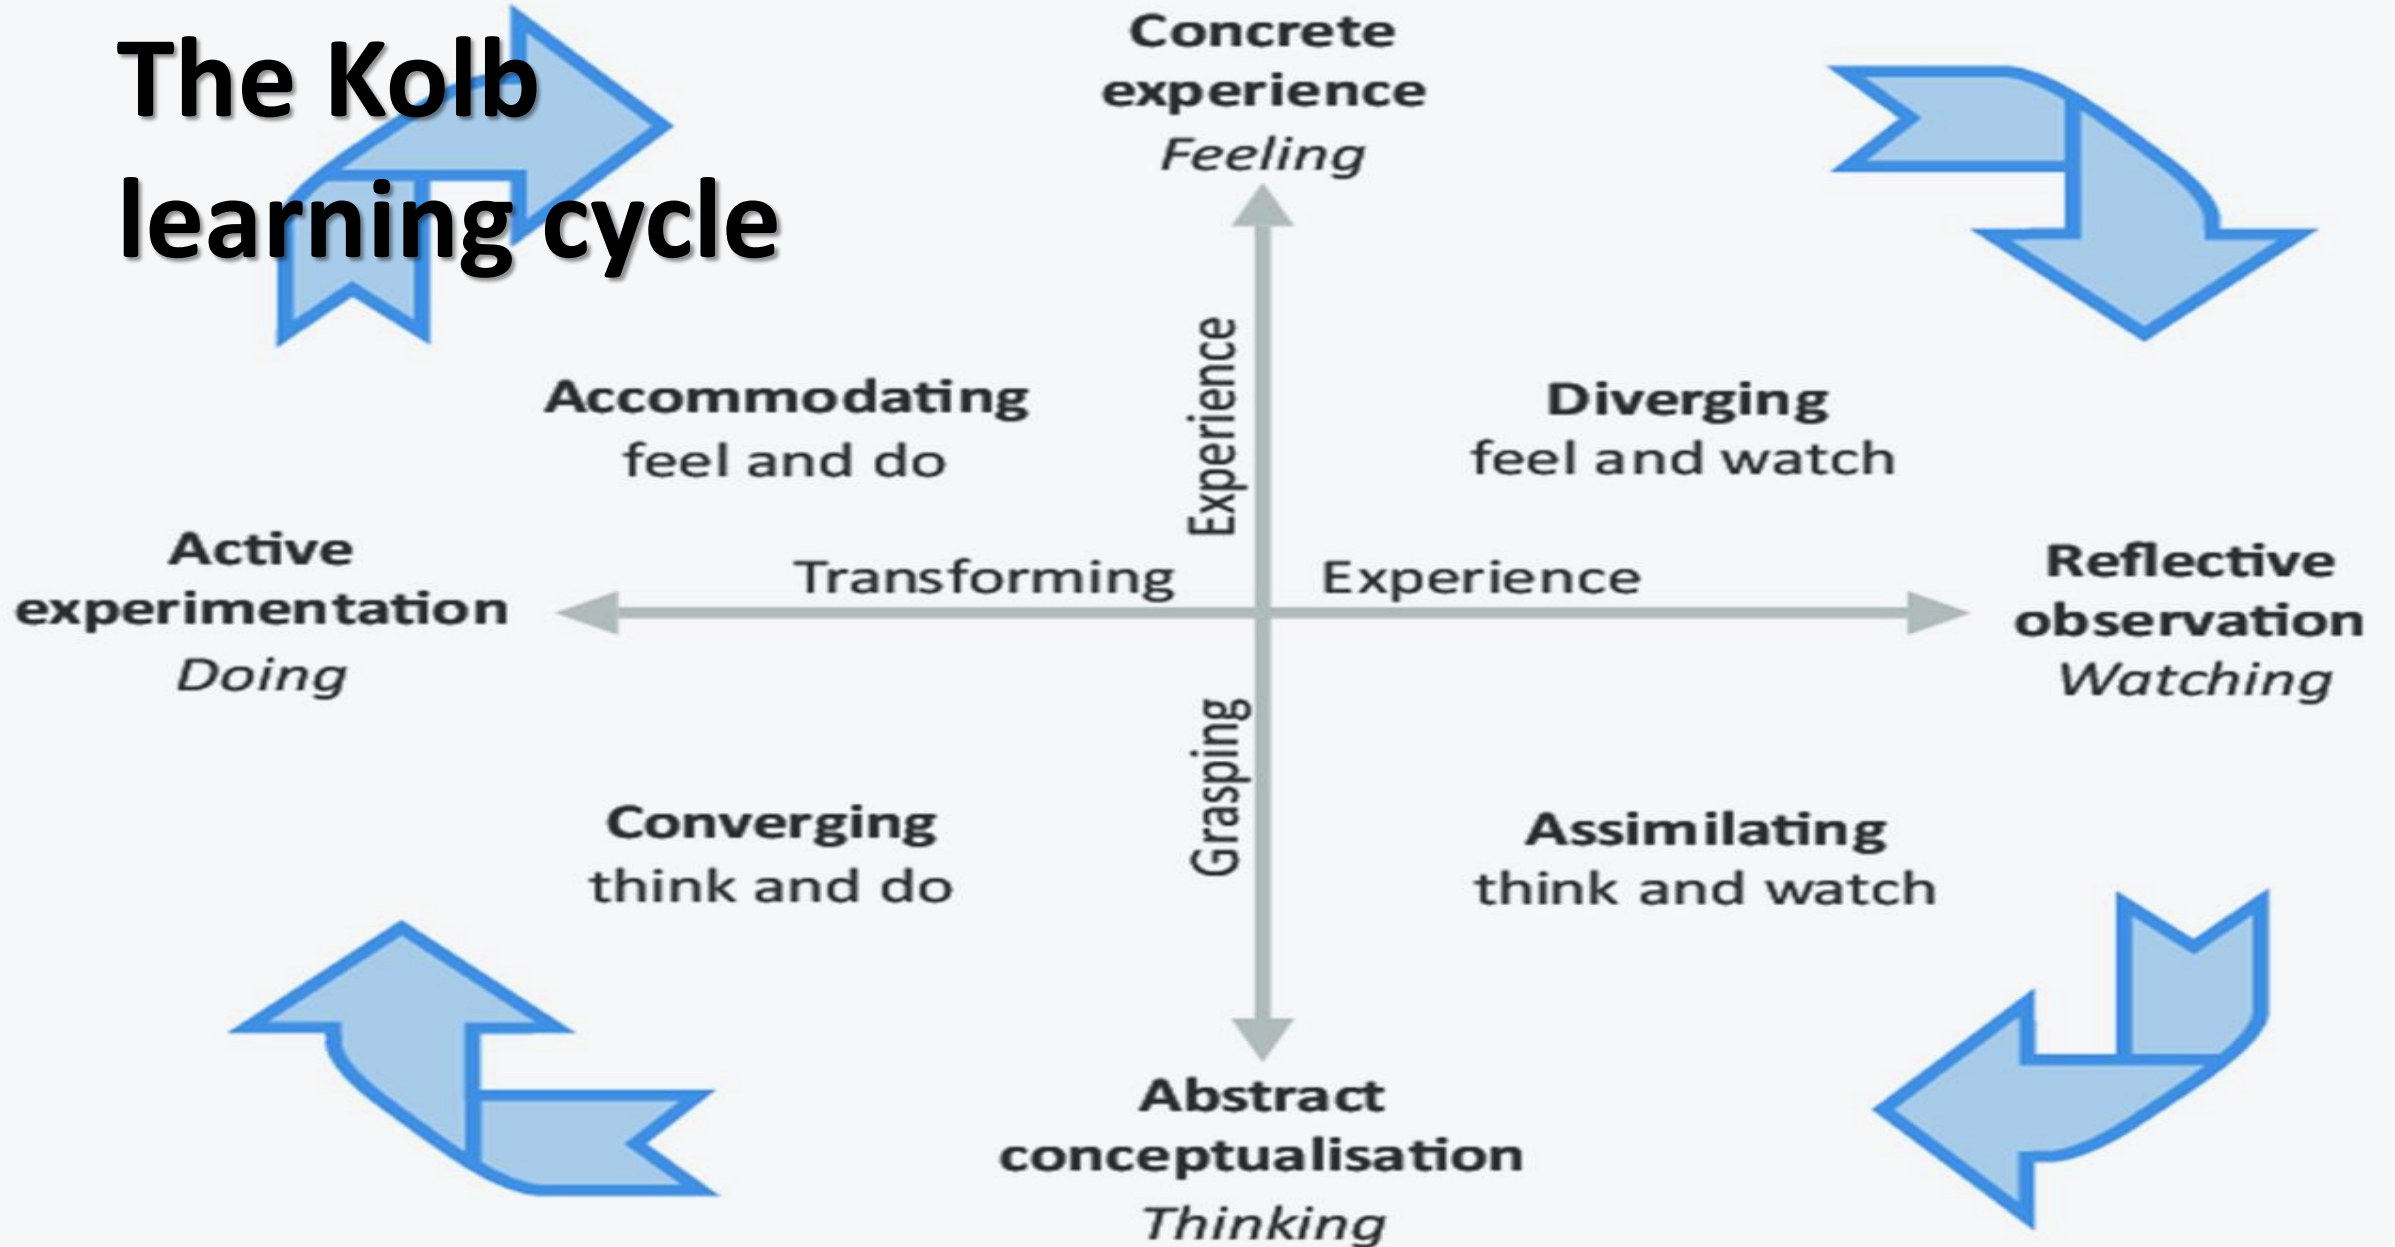 The Kolb
learning cycle
Concrete
experience
Feeling
Accommodating
feel and do
Diverging
feel and watch
Experience
Active
experimentation
Doing
Transforming
Experience
Reflective
observation
Watching
Grasping
Converging
think and do
Assimilating
think and watch
Abstract
conceptualisation
Thinking